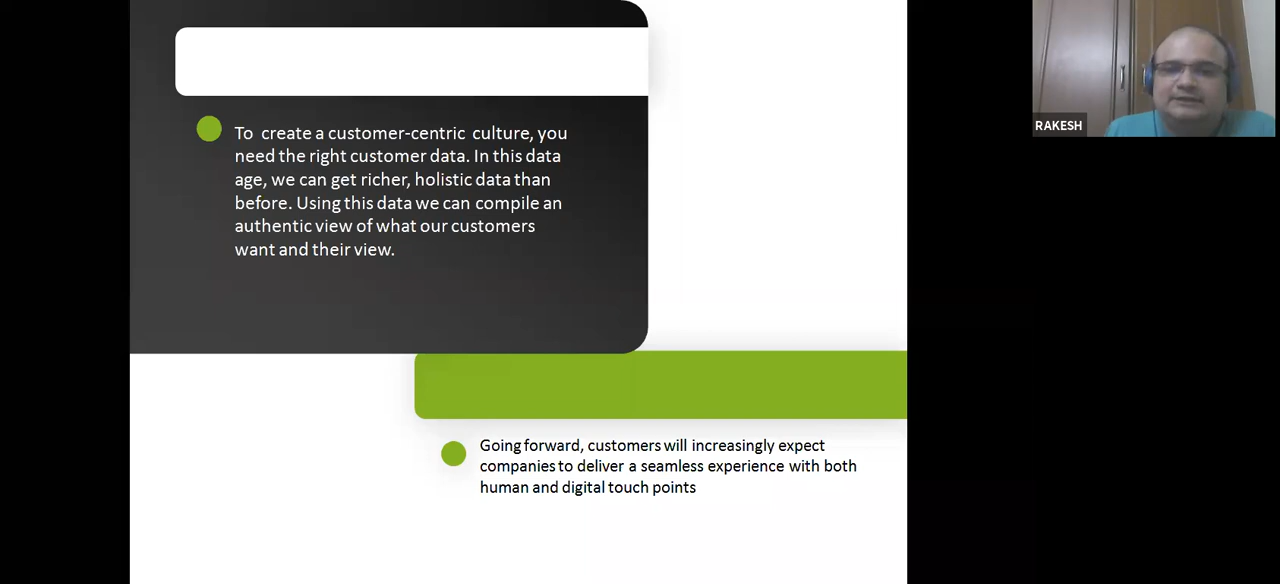 To create a customer-centric culture, you
need the right customer data. In this data
age, we can get richer, holistic data than
before. Using this data we can compile an
authentic view of what our customers
want and their view.
Going forward, customers will increasingly expect
companies to deliver a seamless experience with both
human and digital touch points
RAKESH